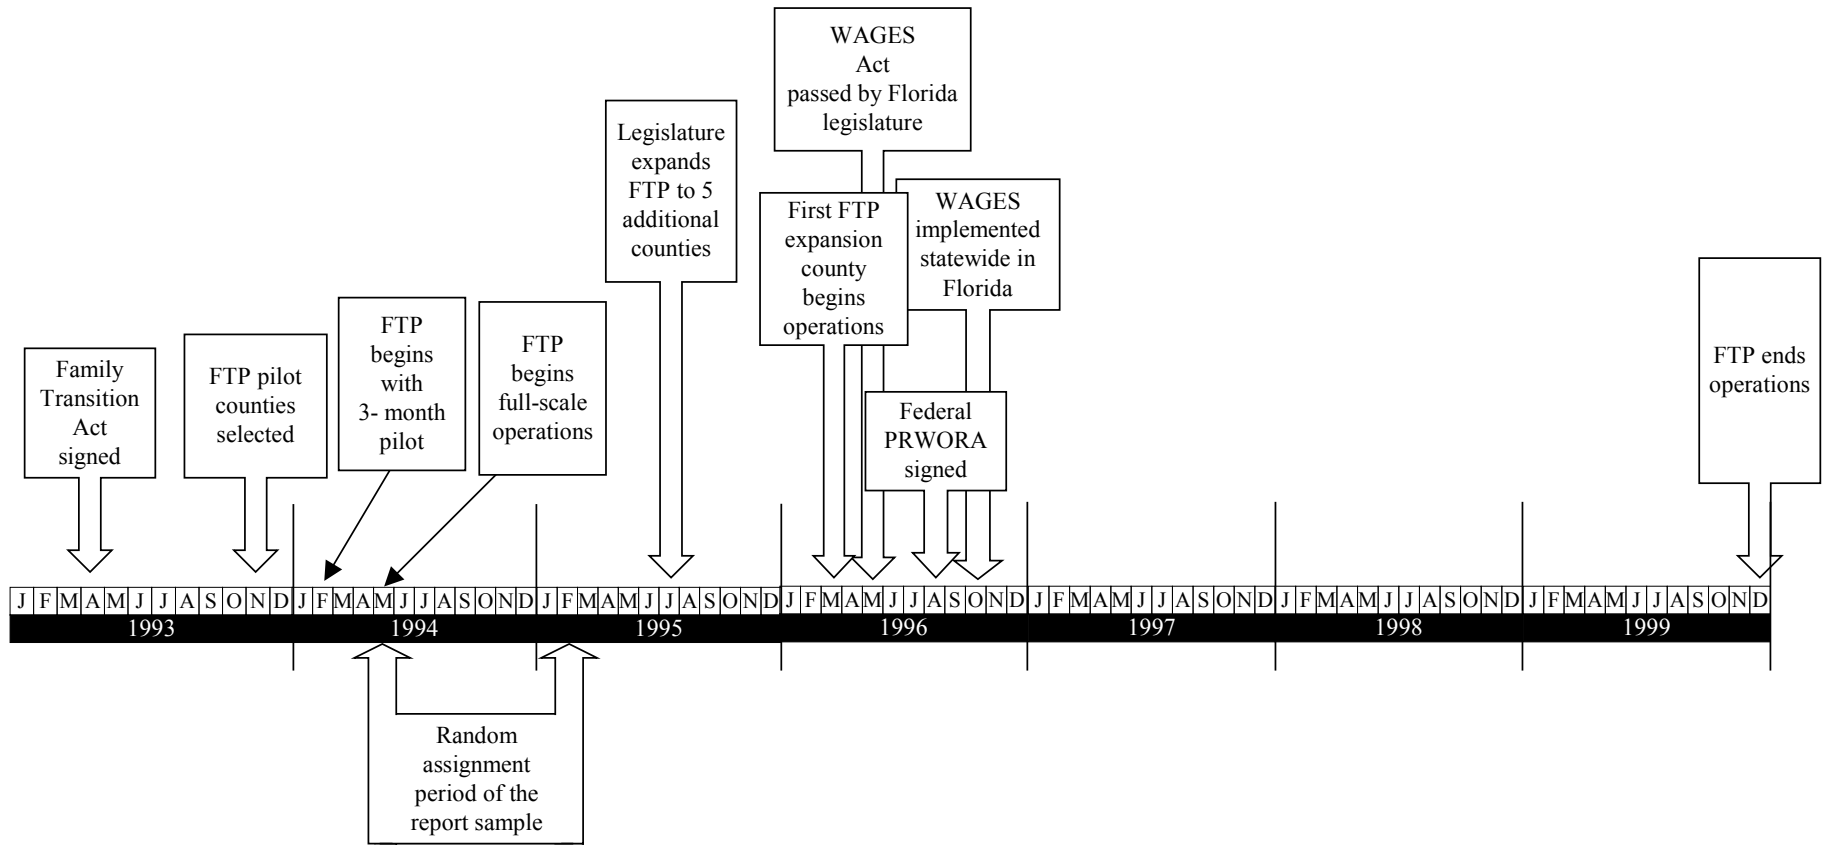 WAGES
Act
passed by Florida
legislature
Legislature
expands
FTP to 5
additional
counties
First FTP
expansion
county
begins
operations
WAGES
implemented
statewide in
Florida
FTP ends
operations
Family
Transition
Act
signed
FTP pilot
counties
selected
FTP
begins
with
3- month
pilot
FTP
begins
full-scale
operations
Federal
PRWORA
signed
J F M A M J J A S O N D J F M A M J J A S O N D J F M A M J J A S O N D J F M A M J J A S O N D J F M A M J J A S O N D J F M A M J J A S O N D J F M A M J J A S O N D
1993 1994 1995 1996 1997 1998 1999
Random
assignment
period of the
report sample